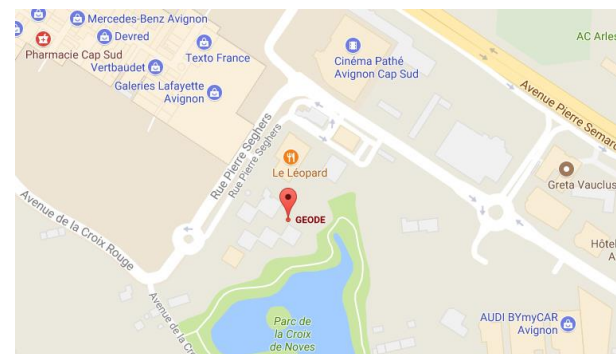 Mercedes-Benz Avignon
Devred
Pharmacie Cap Sud
Texto France
Vertbaudet
Galeries Lafayette
Avignon
Cinéma Pathé
Avignon Cap Sud
AC Arles
Avenue Pierre Semard
Rue Pierre Seghers
Rue Pierre Seghers
Le Léopard
Greta Vauclus
GEODE
Avenue de la Croix Rouge
Hôtel
A
Avenue de la Cro
Parc de
la Croix
de Noves
AUDI BYmyCAR
Avignon